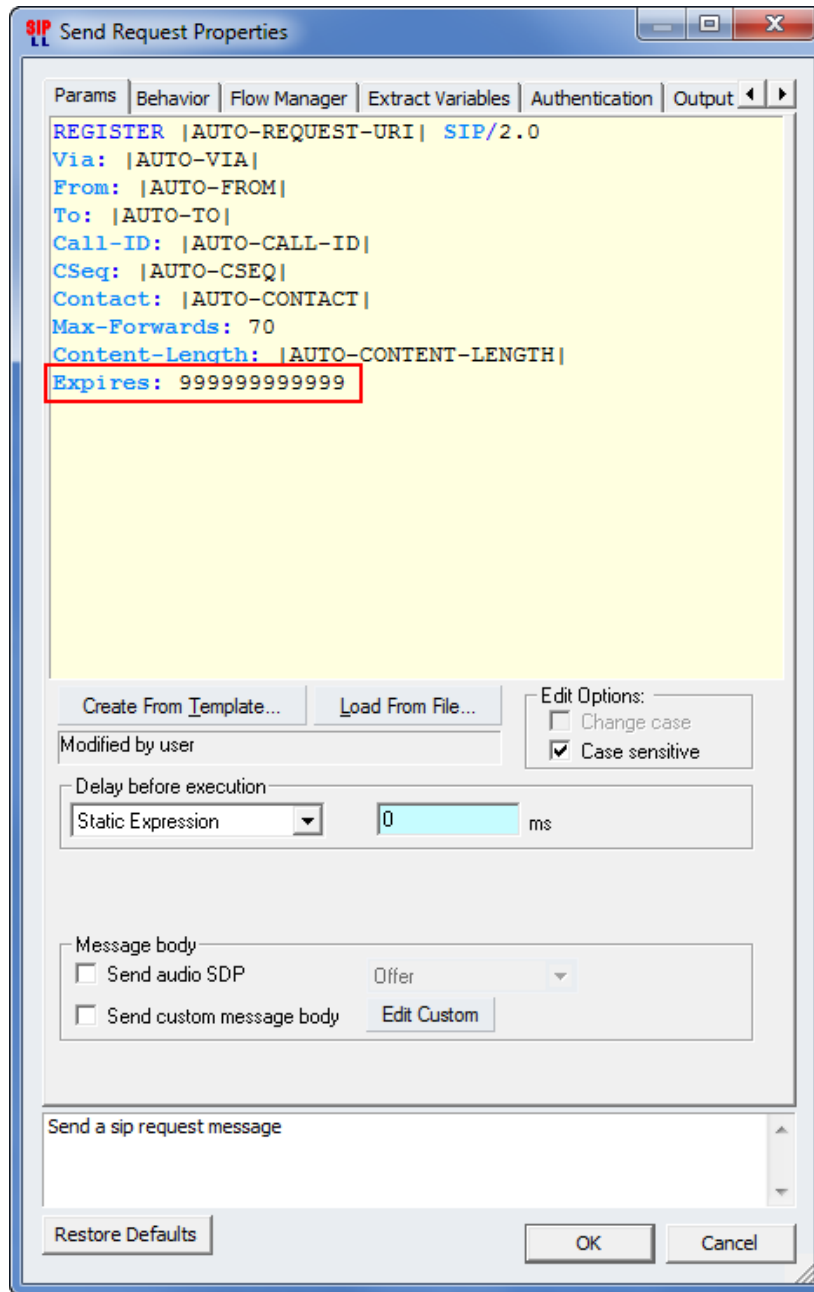 SIP
LL
Send Request Properties
Params Behavior Flow Manager Extract Variables Authentication Output
REGISTER |AUTO-REQUEST-URI| SIP/2.0
Via: |AUTO-VIA|
From: |AUTO-FROM|
To: |AUTO-TO|
Call-ID: |AUTO-CALL-ID|
CSeq: |AUTO-CSEQ|
Contact: |AUTO-CONTACT|
Max-Forwards: 70
Content-Length: |AUTO-CONTENT-LENGTH|
Expires: 999999999999
Create From Template... Load From File...
Edit Options:
Change case
Modified by user
Case sensitive
Delay before execution
Static Expression 0 ms
Message body
Send audio SDP Offer
Send custom message body Edit Custom
Send a sip request message
Restore Defaults OK Cancel